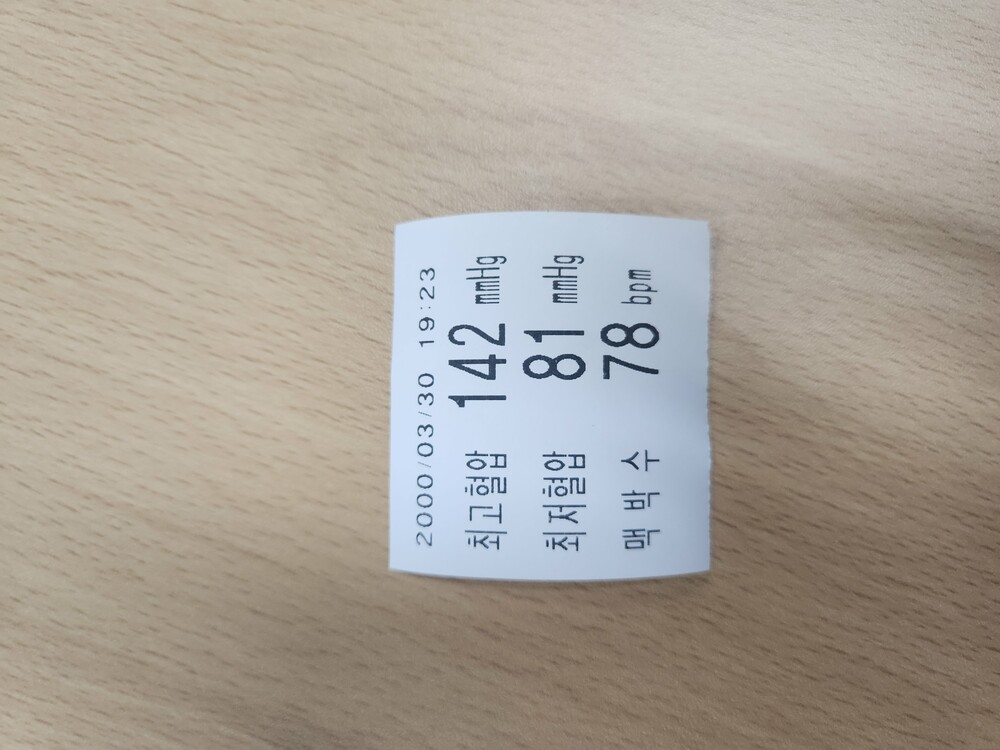 2000/03/30 19:23
최고혈압 142 mmHg
최저혈압 81 mmHg
맥 박 수 78 bpm